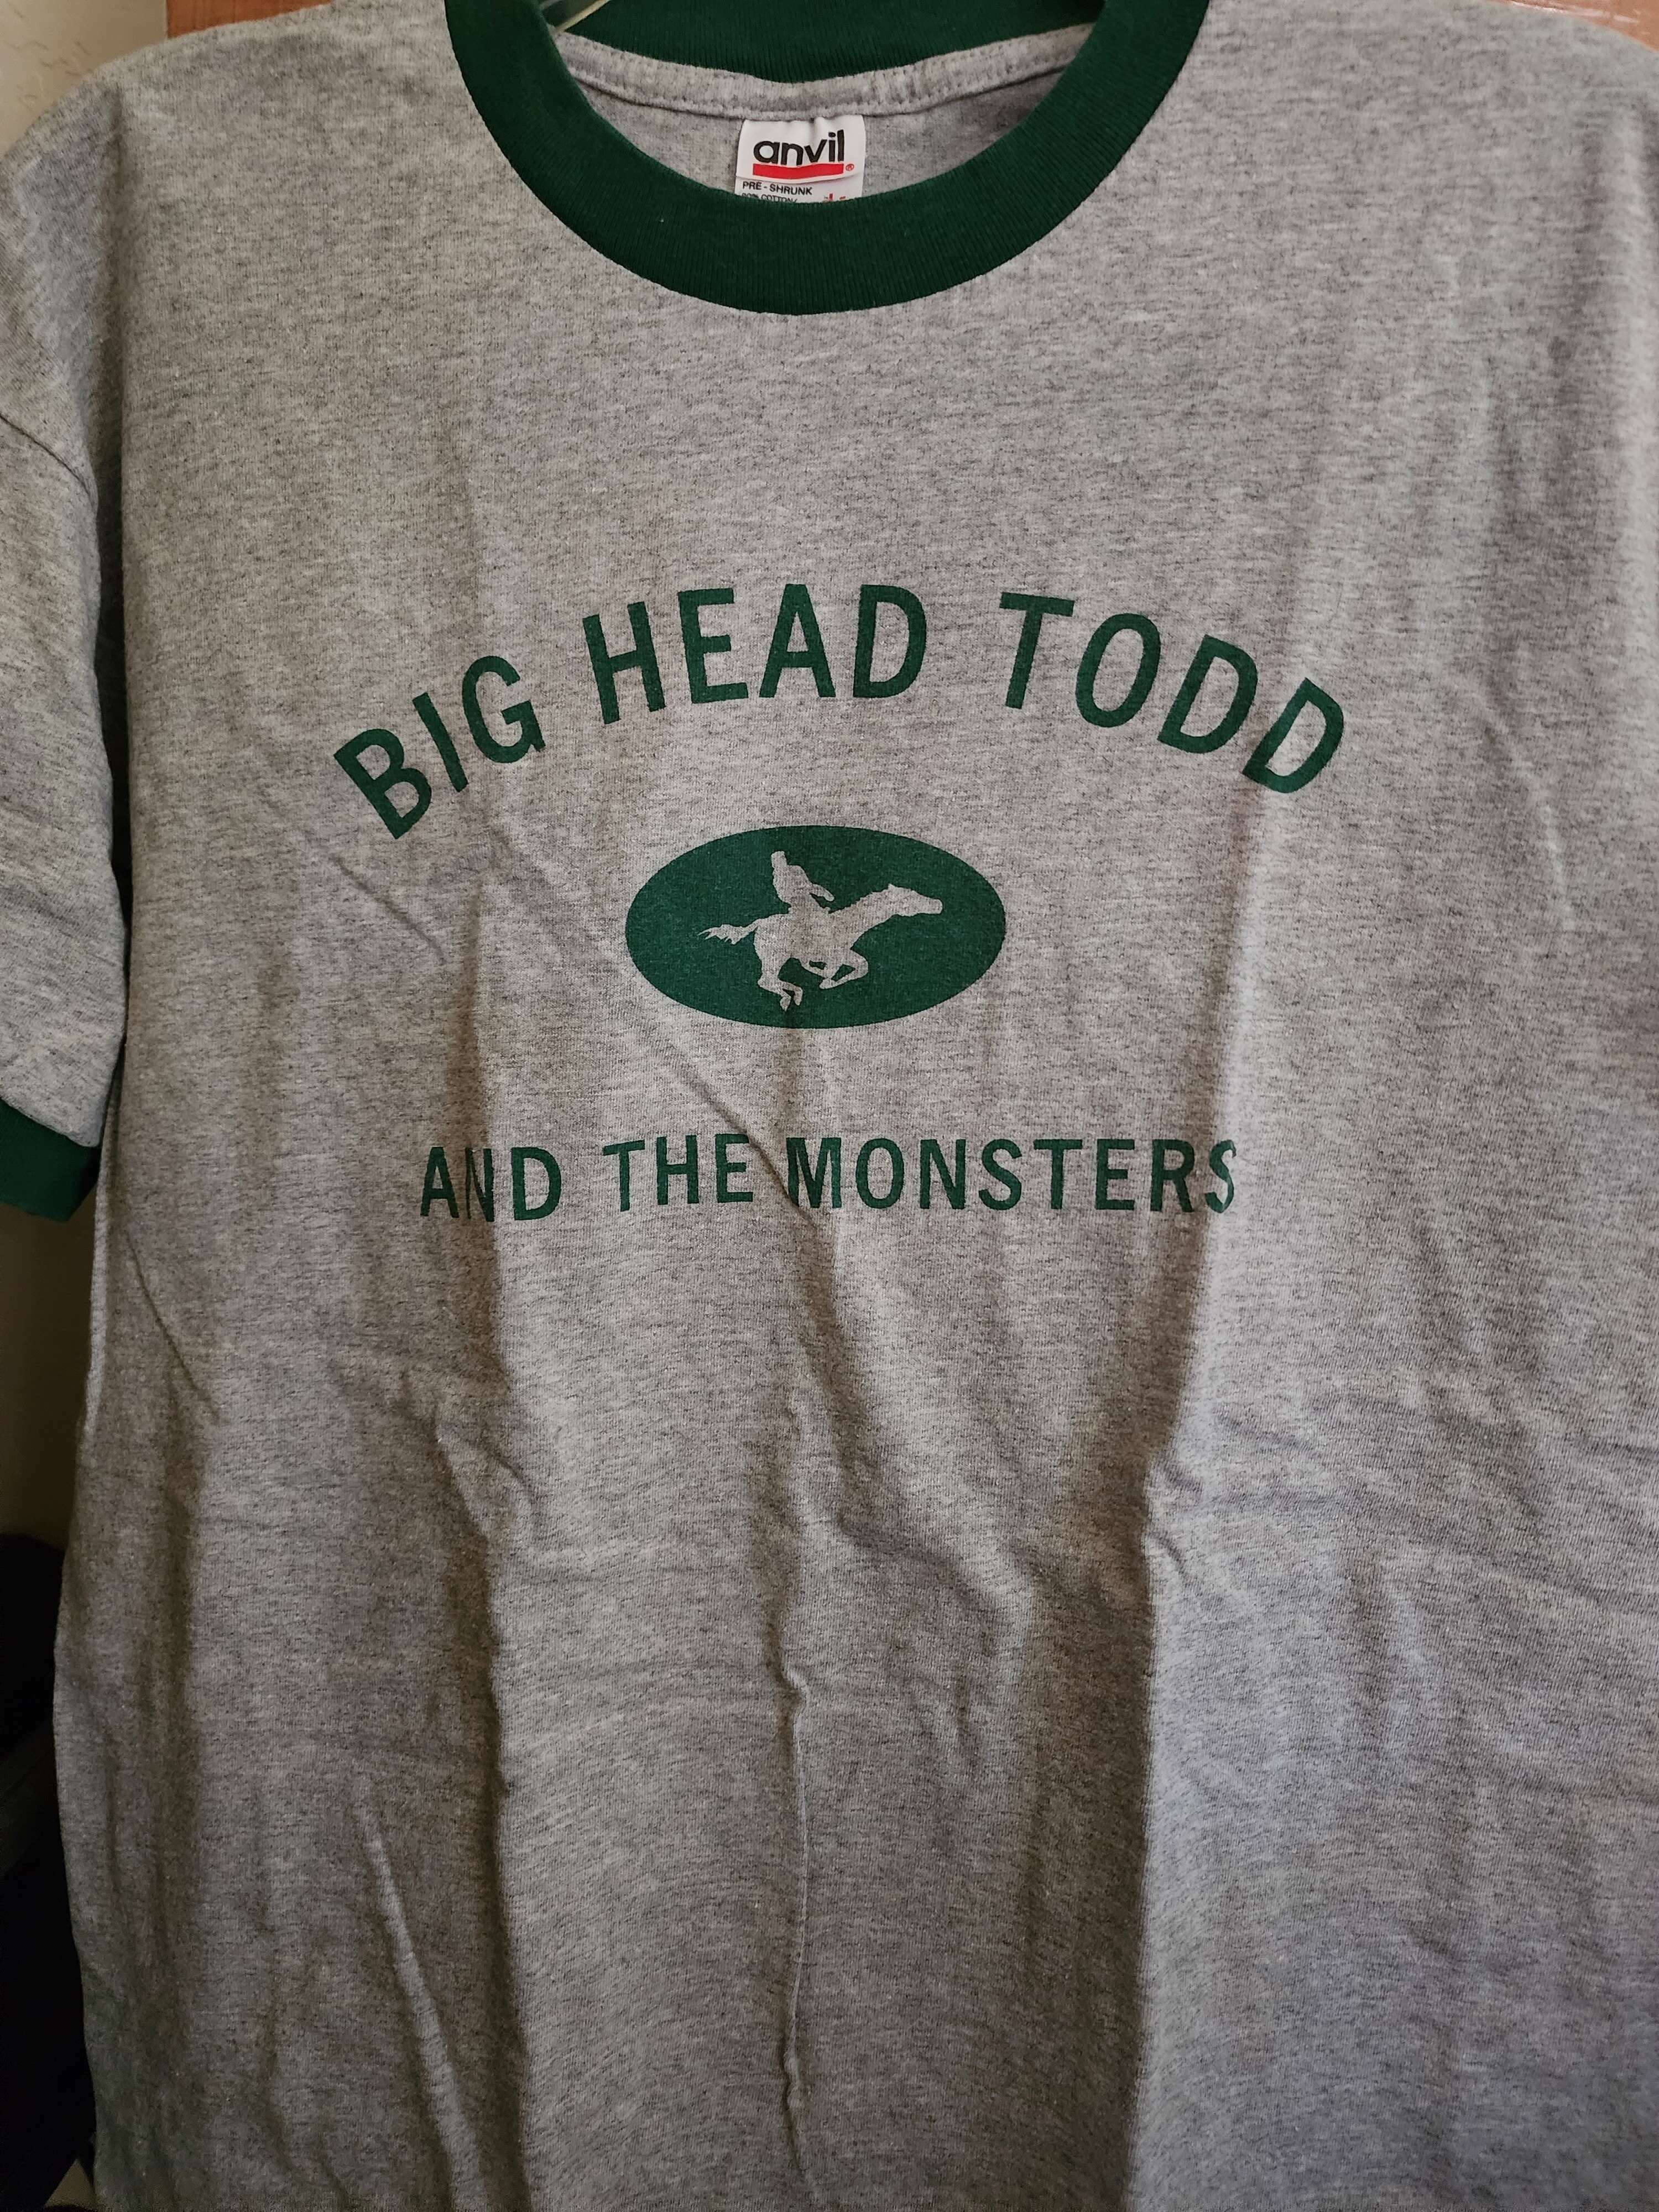 anvil®
PRE-SHRUNK
BIG HEAD TODD
AND THE MONSTERS